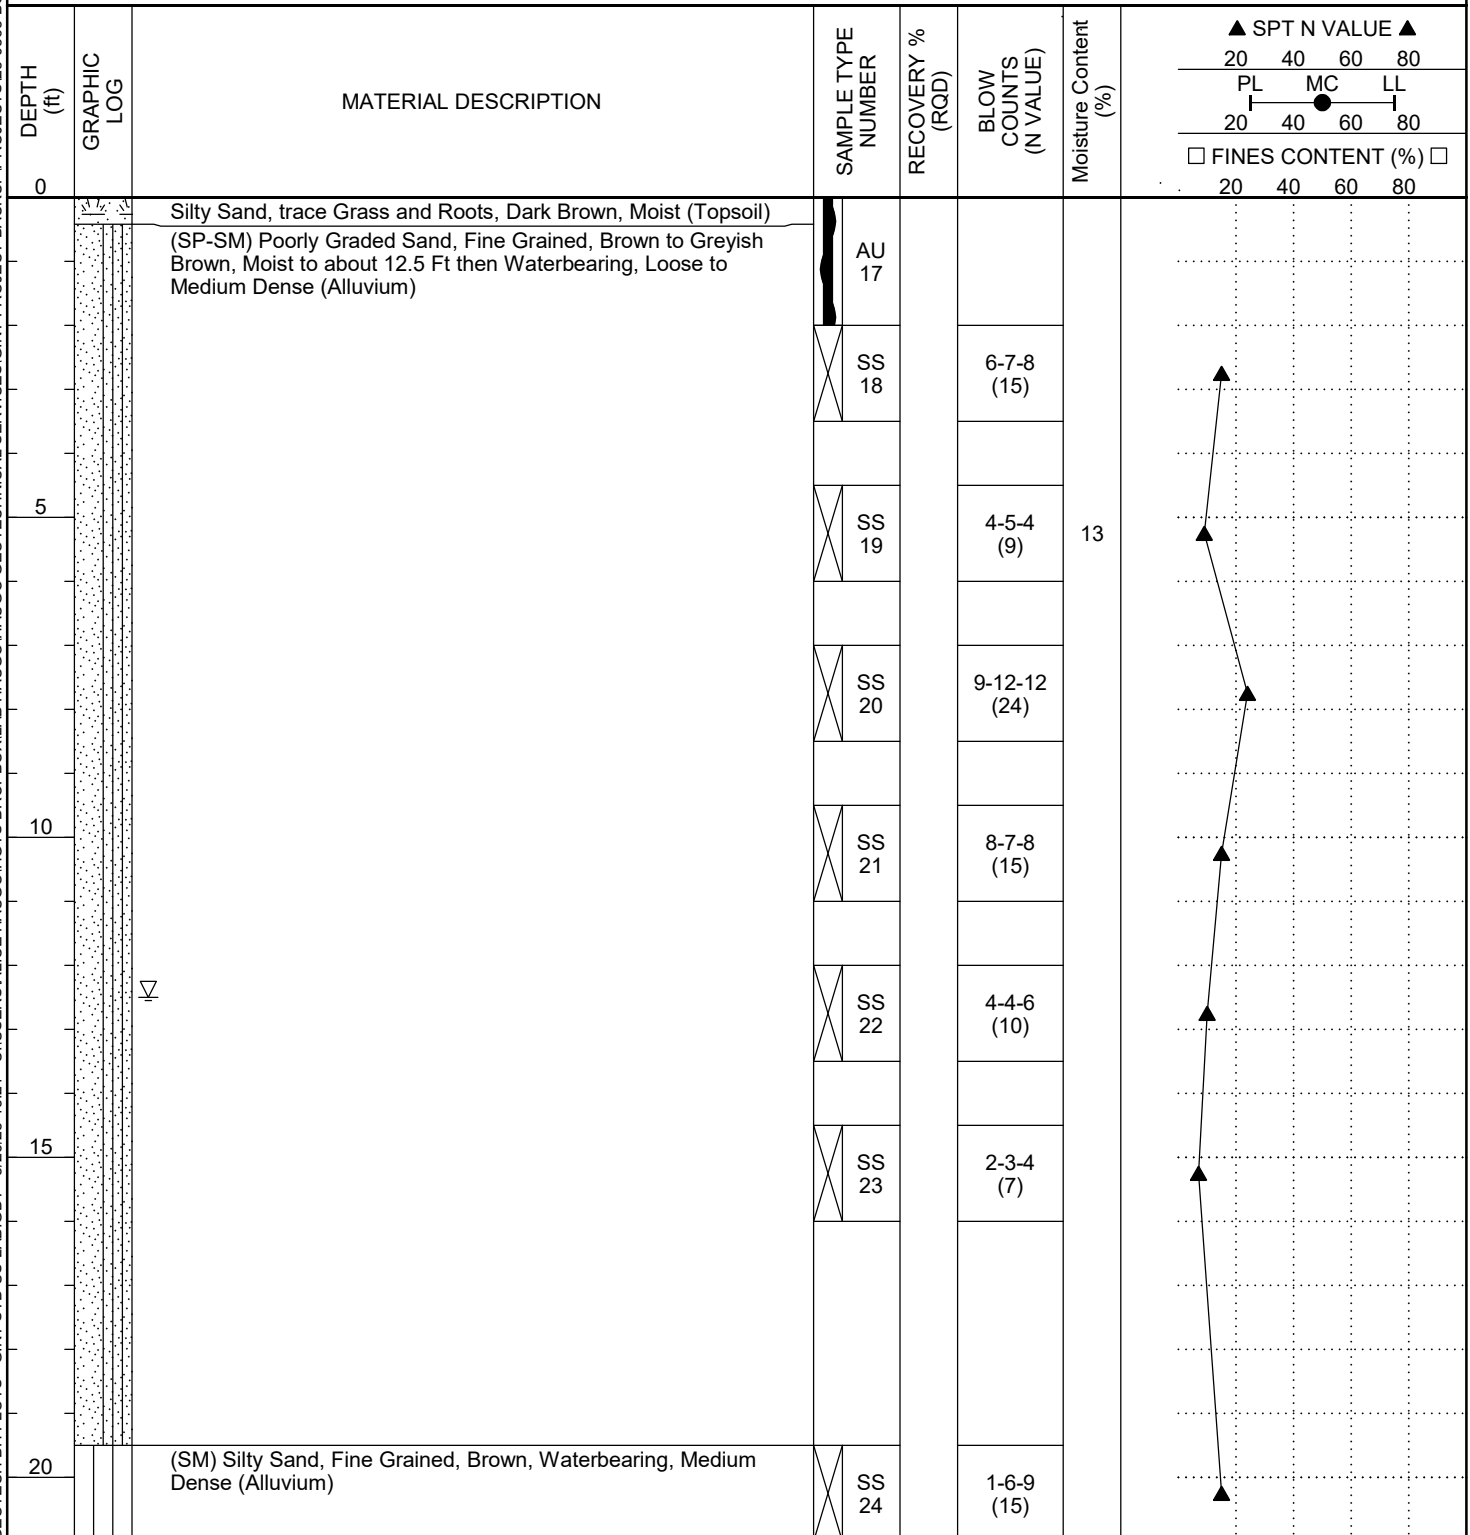 DEPTH
(ft)
GRAPHIC
LOG
MATERIAL DESCRIPTION
SAMPLE TYPE
NUMBER
RECOVERY %
(RQD)
BLOW
COUNTS
(N VALUE)
Moisture Content
(%)
▲ SPT N VALUE ▲
20 40 60 80
PL MC LL
20 40 60 80
□ FINES CONTENT (%) □
20 40 60 80
0
Silty Sand, trace Grass and Roots, Dark Brown, Moist (Topsoil)
(SP-SM) Poorly Graded Sand, Fine Grained, Brown to Greyish
Brown, Moist to about 12.5 Ft then Waterbearing, Loose to
Medium Dense (Alluvium)
AU
17
SS
18
6-7-8
(15)
5
SS
19
4-5-4
(9)
13
SS
20
9-12-12
(24)
10
SS
21
8-7-8
(15)
SS
22
4-4-6
(10)
15
SS
23
2-3-4
(7)
20
(SM) Silty Sand, Fine Grained, Brown, Waterbearing, Medium
Dense (Alluvium)
SS
24
1-6-9
(15)